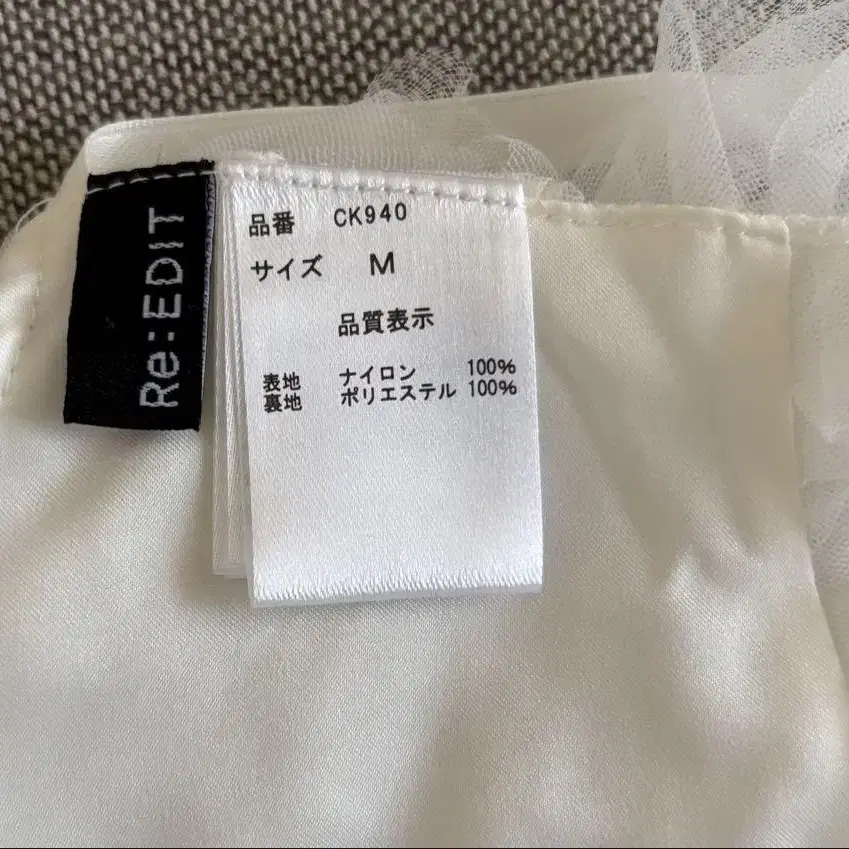 Re:EDIT
品番 CK940
サイズ M
品質表示
表地 ナイロン 100%
裏地 ポリエステル 100%